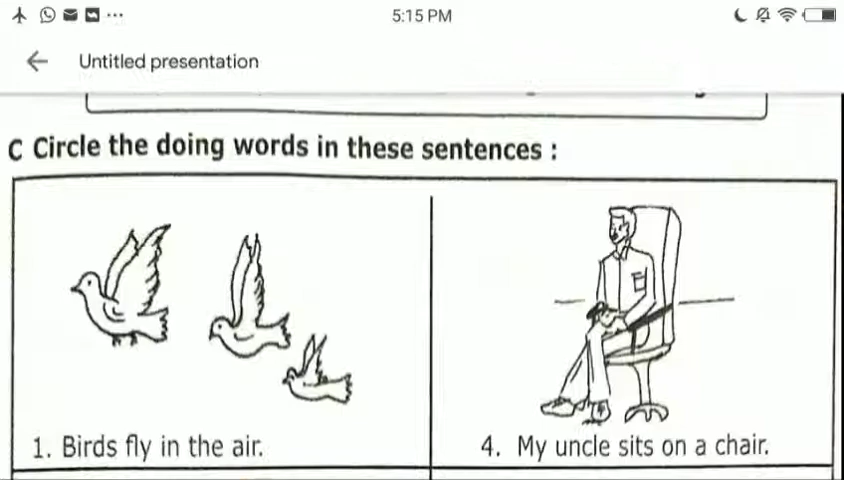 5:15 PM
Untitled presentation
C Circle the doing words in these sentences :
1. Birds fly in the air.
4. My uncle sits on a chair.